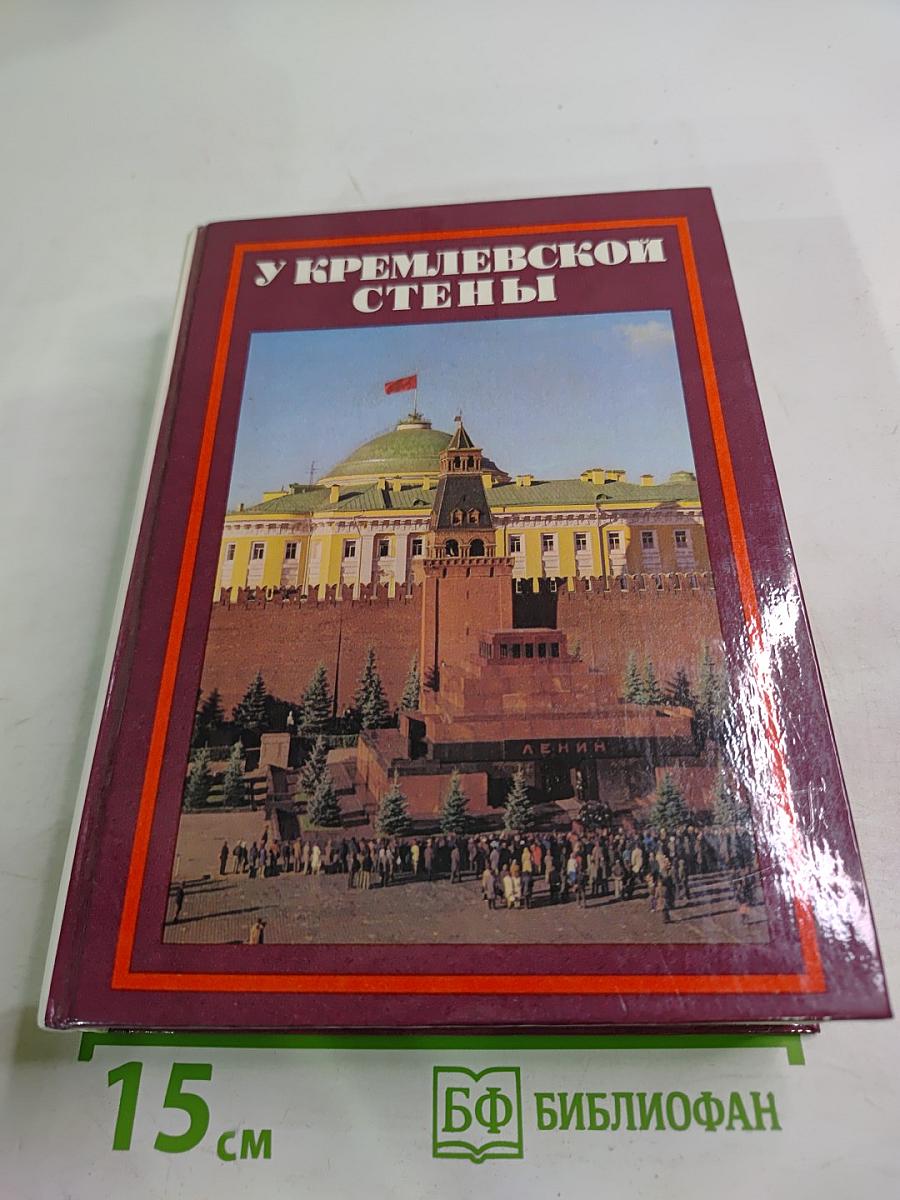 У КРЕМЛЕВСКОЙ
СТЕНЫ
ЛЕНИН
15 см
БФ БИБЛИОФАН